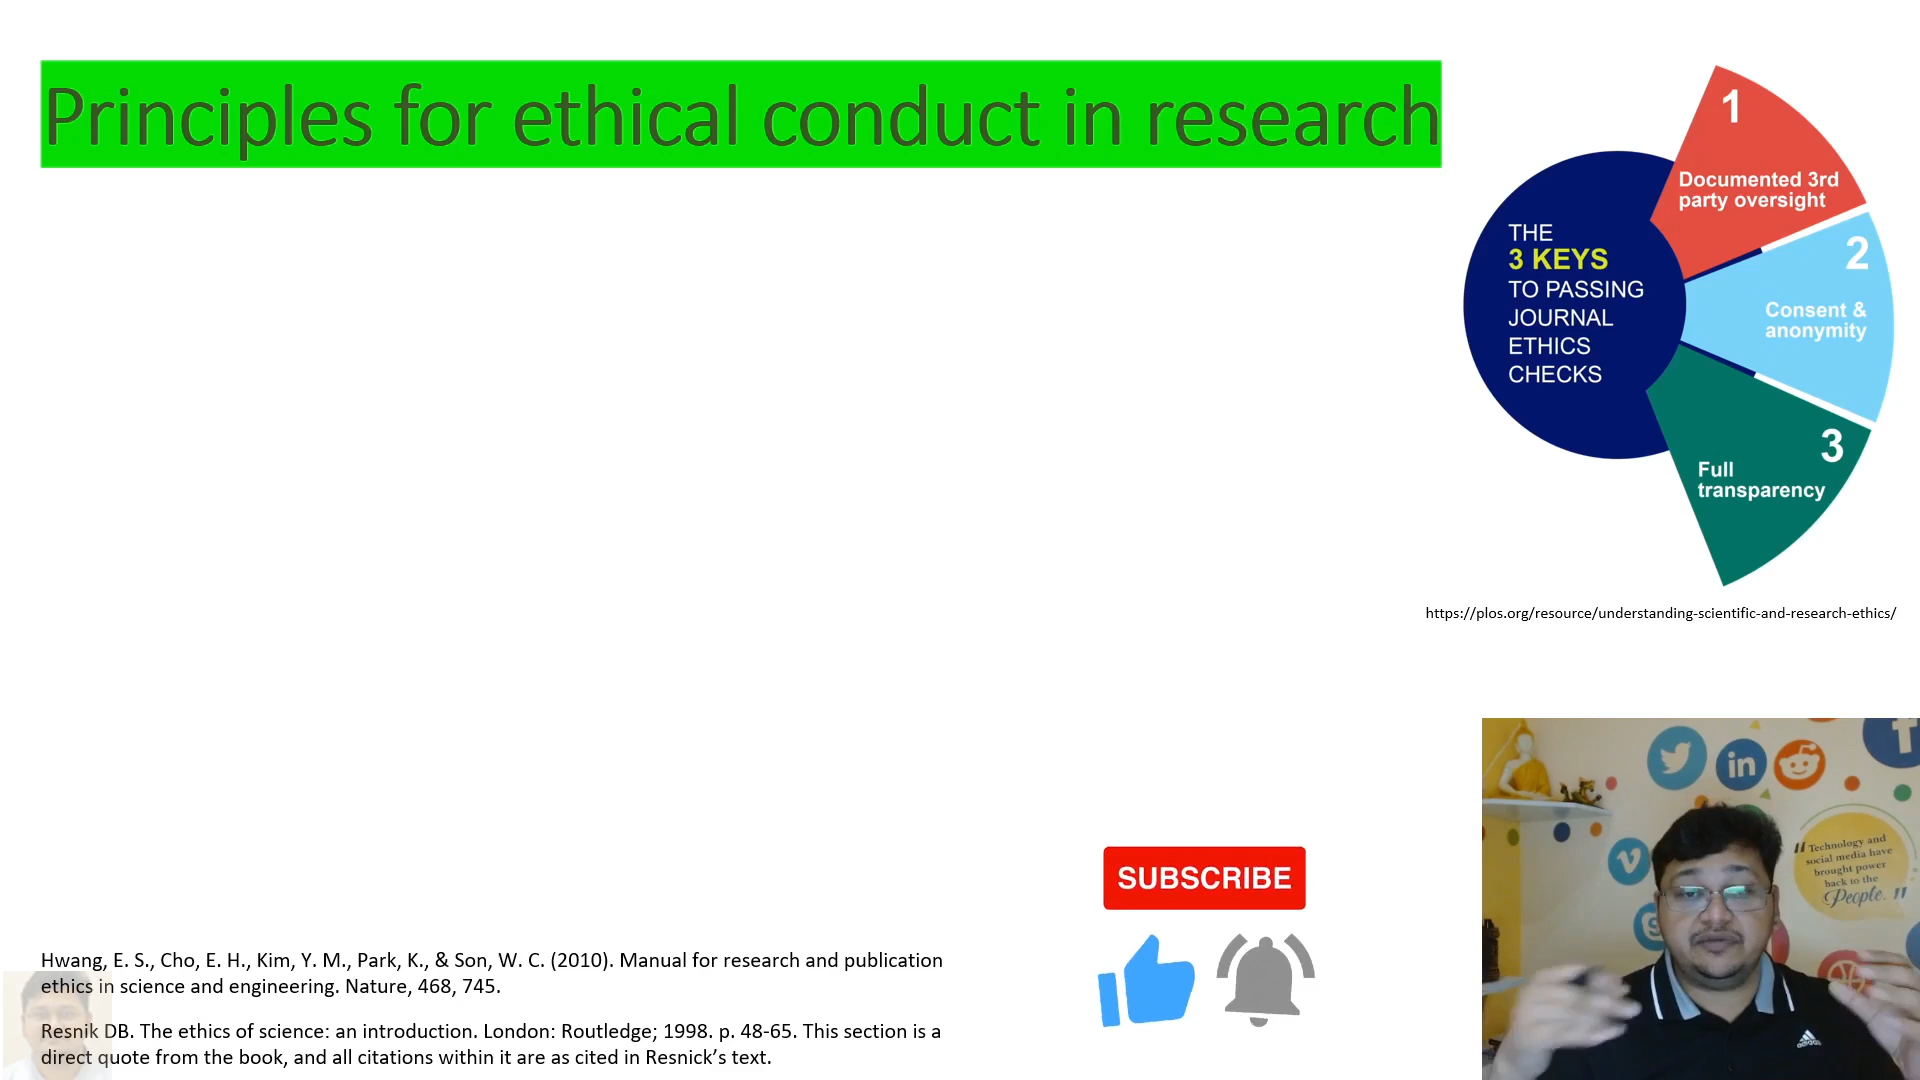 Principles for ethical conduct in research
1
Documented 3rd
party oversight
THE
3 KEYS
TO PASSING
JOURNAL
ETHICS
CHECKS
2
Consent &
anonymity
3
Full
transparency
https://plos.org/resource/understanding-scientific-and-research-ethics/
SUBSCRIBE
in
f
"Technology and
social media have
brought power
back to the
People."
Hwang, E. S., Cho, E. H., Kim, Y. M., Park, K., & Son, W. C. (2010). Manual for research and publication
ethics in science and engineering. Nature, 468, 745.
Resnik DB. The ethics of science: an introduction. London: Routledge; 1998. p. 48-65. This section is a
direct quote from the book, and all citations within it are as cited in Resnick’s text.
adidas